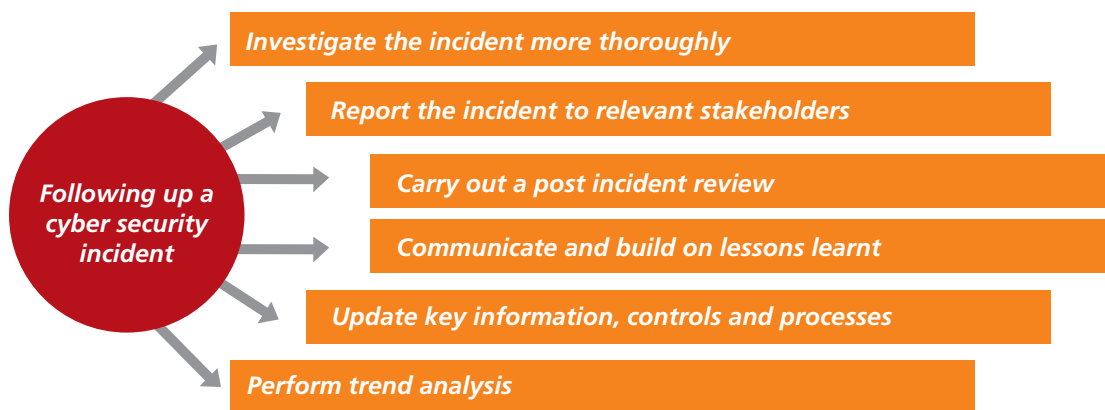 Investigate the incident more thoroughly
Report the incident to relevant stakeholders
Following up a
cyber security
incident
Carry out a post incident review
Communicate and build on lessons learnt
Update key information, controls and processes
Perform trend analysis